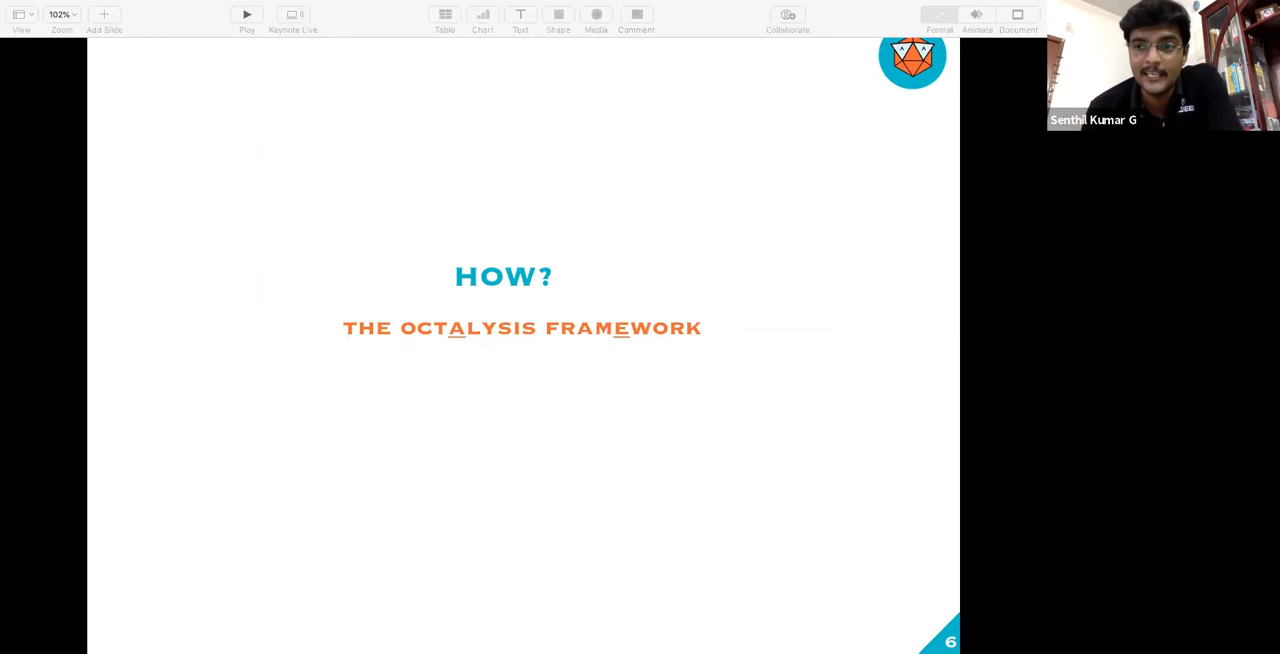 102%
View
Zoom
Add Slide
Play
Keynote Live
Table
Chart
Text
Shape
Media
Comment
Collaborate
Format
Animate
Document
Senthil Kumar G
HOW?
THE OCTALYSIS FRAMEWORK
6